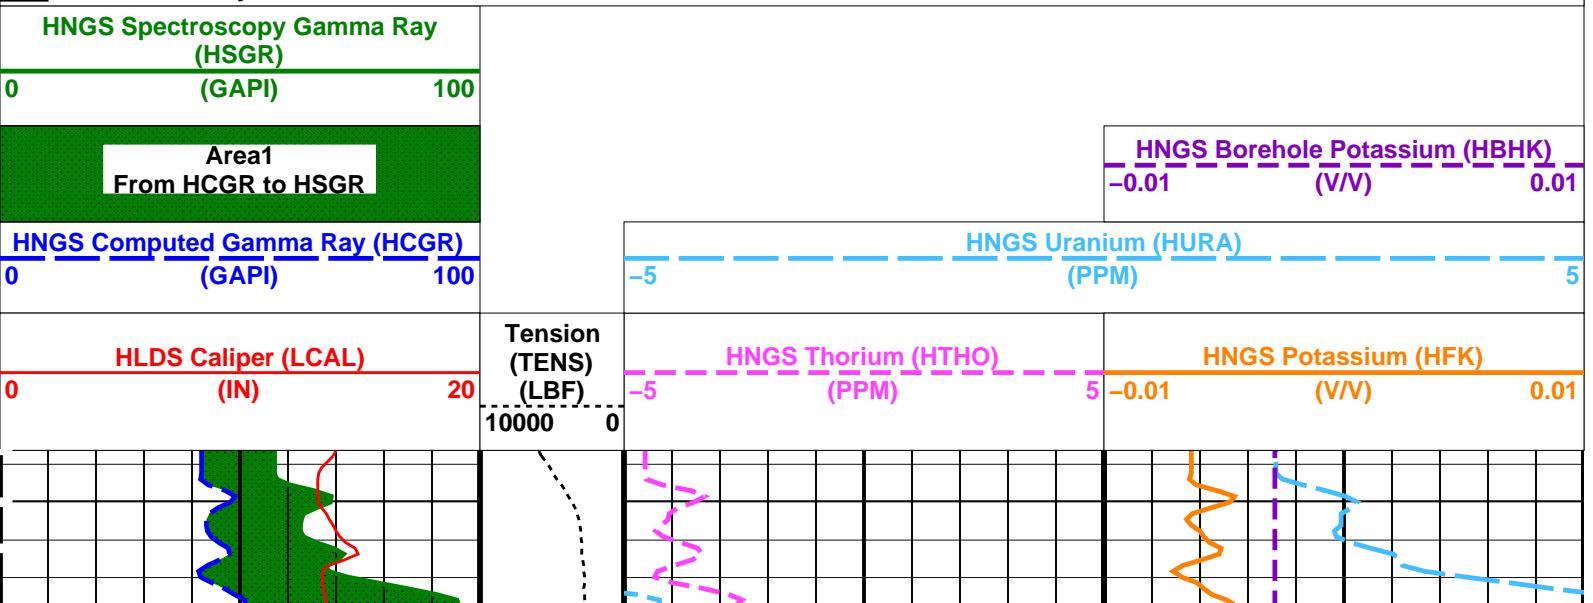 HNGS Spectroscopy Gamma Ray
(HSGR)
0 (GAPI) 100
Area1
From HCGR to HSGR
HNGS Borehole Potassium (HBHK)
−0.01 (V/V) 0.01
HNGS Computed Gamma Ray (HCGR)
0 (GAPI) 100
HNGS Uranium (HURA)
−5 (PPM) 5
HLDS Caliper (LCAL)
0 (IN) 20
Tension
(TENS)
(LBF)
10000 0
HNGS Thorium (HTHO)
−5 (PPM) 5
HNGS Potassium (HFK)
−0.01 (V/V) 0.01